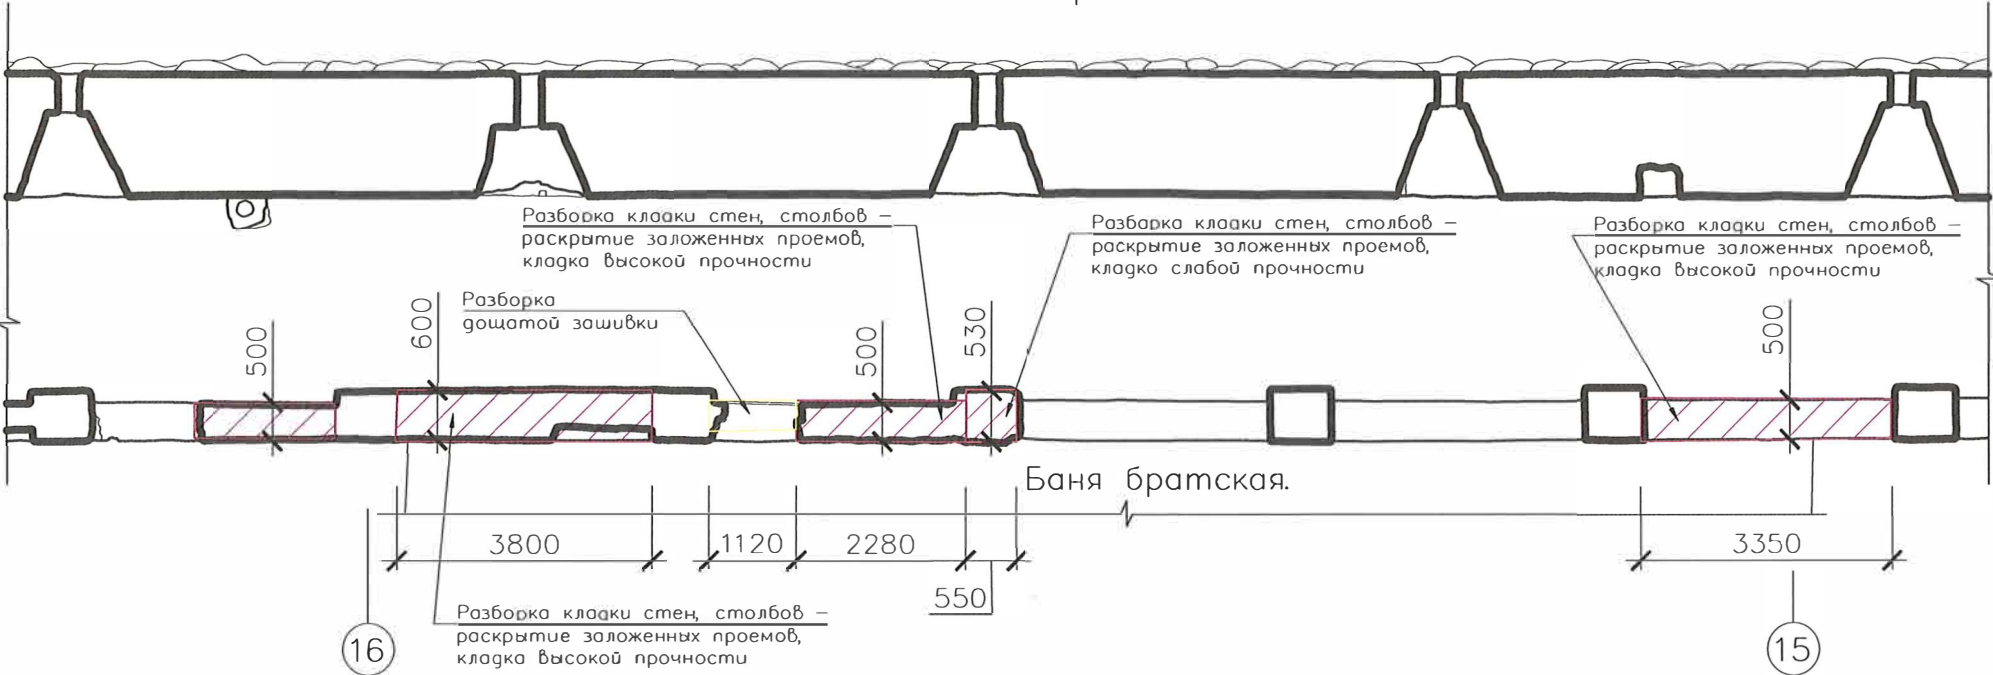 Разборка кладки стен, столбов –
раскрытие заложенных проемов,
кладка высокой прочности
Разбарка кладки стен, столбов –
раскрытие заложенных проемов,
кладко слабой прочности
Разборка кладки стен, столбов –
раскрытие заложенных проемов,
кладка высокой прочности
Разборка
дощатой зашивки
500
600
500
530
500
Баня братская.
3800
1120
2280
550
3350
Разборка кладки стен, столбов –
раскрытие заложенных проемов,
кладка высокой прочности
16
15